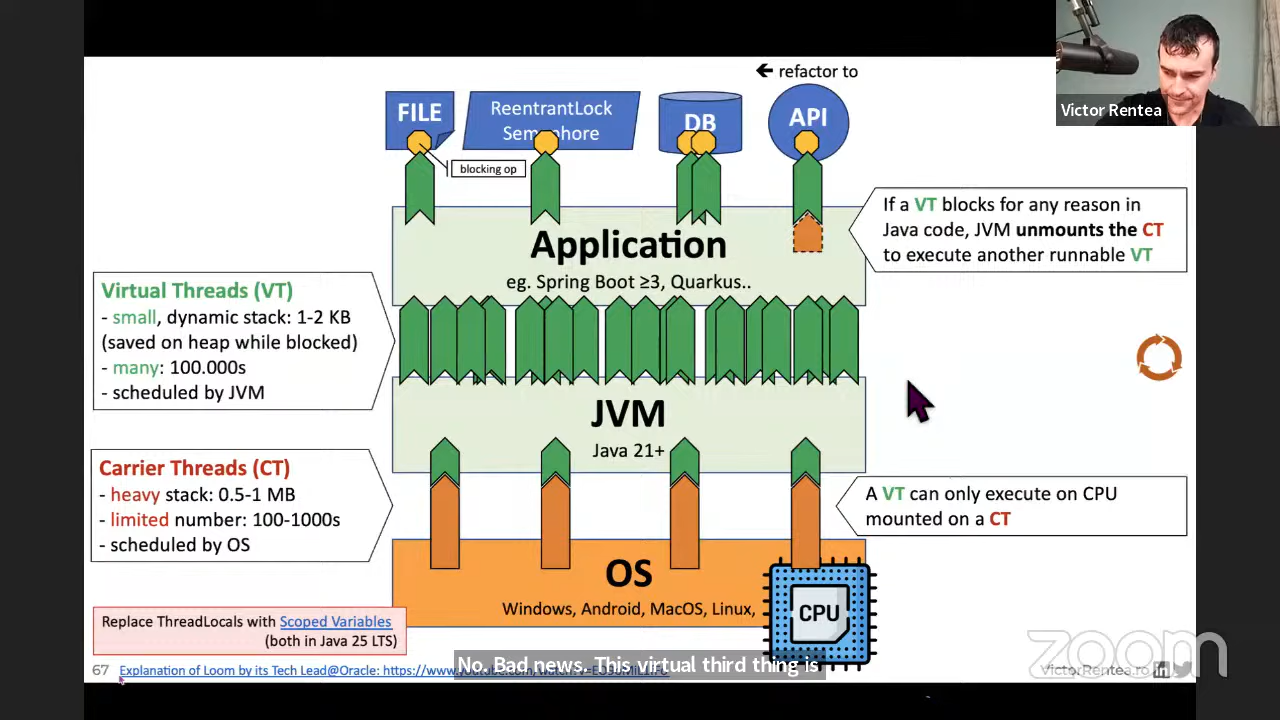 ← refactor to
FILE
ReentrantLock
DB
API
Victor Rentea
blocking op
If a VT blocks for any reason in
Java code, JVM unmounts the CT
to execute another runnable VT
Application
eg. Spring Boot ≥3, Quarkus..
Virtual Threads (VT)
- small, dynamic stack: 1-2 KB
(saved on heap while blocked)
- many: 100.000s
- scheduled by JVM
JVM
Java 21+
Carrier Threads (CT)
- heavy stack: 0.5-1 MB
- limited number: 100-1000s
- scheduled by OS
A VT can only execute on CPU
mounted on a CT
OS
Windows, Android, MacOS, Linux,
CPU
Replace ThreadLocals with Scoped Variables
(both in Java 25 LTS)
zoom
67
Explanation of Loom by its Tech Lead@Oracle:
No. Bad news. This virtual third thing is
VictorRentea.ro